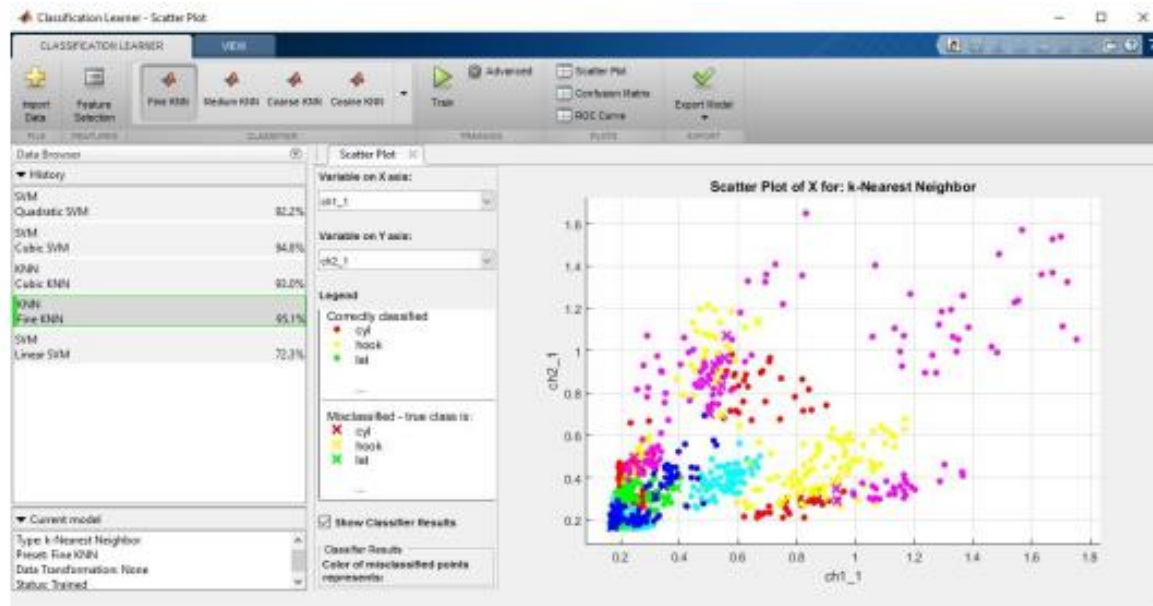 Classification Learner - Scatter Plot
CLASSIFICATION LEARNER VIEW
Import Data
Feature Selection
Fine KNN Medium KNN Coarse KNN Cosine KNN
Train
Advanced
Scatter Plot
Confusion Matrix
ROC Curve
Export Model
FILE FEATURES CLASSIFIER TRAINING PLOTS EXPORT
Data Browser
History
SVM
Quadratic SVM 82.2%
SVM
Cubic SVM 94.8%
KNN
Cubic KNN 93.0%
KNN
Fine KNN 95.1%
SVM
Linear SVM 72.3%
Current model
Type: k-Nearest Neighbor
Preset: Fine KNN
Data Transformation: None
Status: Trained
Scatter Plot
Variable on X axis:
ch1_1
Variable on Y axis:
ch2_1
Legend
Correctly classified
cyl
hook
lat
...
Misclassified - true class is:
cyl
hook
lat
...
Show Classifier Results
Classifier Results
Color of misclassified points
represents:
Scatter Plot of X for: k-Nearest Neighbor
1.6
1.4
1.2
1
0.8
0.6
0.4
0.2
ch2_1
0.2 0.4 0.6 0.8 1 1.2 1.4 1.6 1.8
ch1_1